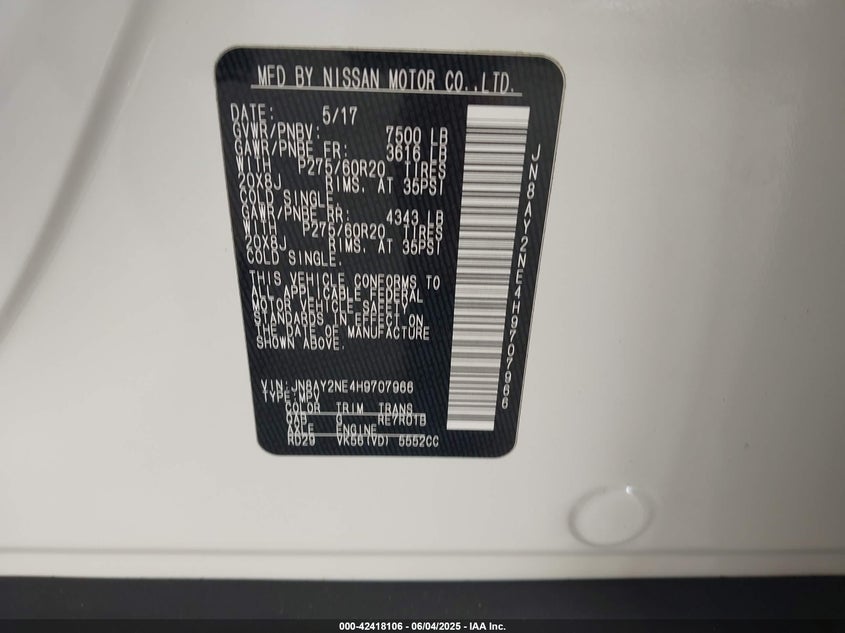 MFD BY NISSAN MOTOR CO.,LTD.
DATE: 5/17
GVWR/PNBV: 7500 LB
GAWR/PNBE FR: 3616 LB
WITH P275/60R20 TIRES
20X8J RIMS, AT 35PSI
COLD SINGLE.
GAWR/PNBE RR: 4343 LB
WITH P275/60R20 TIRES
20X8J RIMS, AT 35PSI
COLD SINGLE.
THIS VEHICLE CONFORMS TO
ALL APPLICABLE FEDERAL
MOTOR VEHICLE SAFETY
STANDARDS IN EFFECT ON
THE DATE OF MANUFACTURE
SHOWN ABOVE.
VIN:JN8AY2NE4H9707966
TYPE:MPV
COLOR TRIM TRANS
QAB G RE7R01B
AXLE ENGINE
RD29 VK56(VD) 5552CC
JN8AY2NE4H9707966
000-42418106 - 06/04/2025 - IAA Inc.